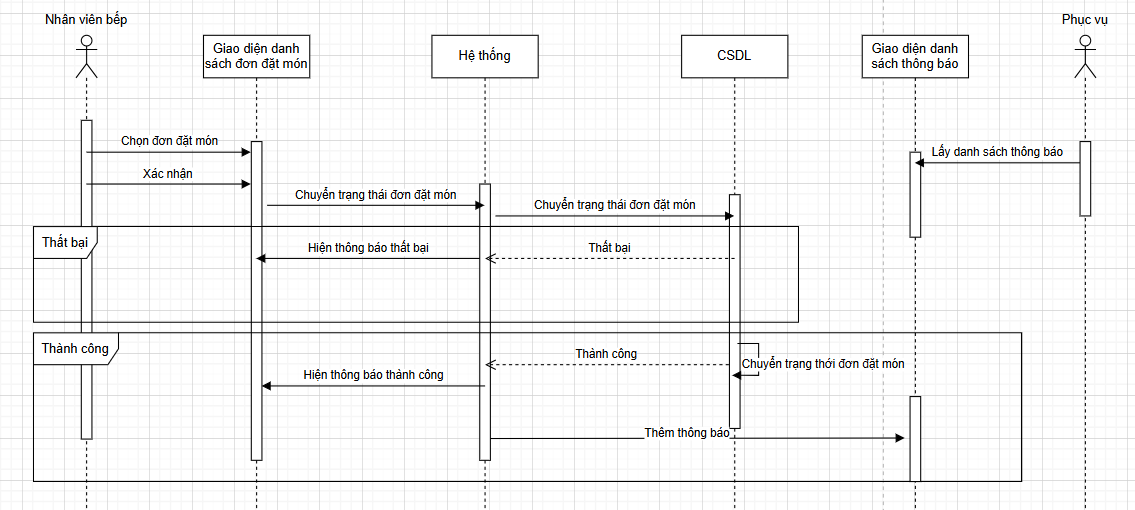 Nhân viên bếp
Phục vụ
Giao diện danh
sách đơn đặt món
Hệ thống
CSDL
Giao diện danh
sách thông báo
Chọn đơn đặt món
Lấy danh sách thông báo
Xác nhận
Chuyển trạng thái đơn đặt món
Chuyển trạng thái đơn đặt món
Thất bại
Hiện thông báo thất bại
Thất bại
Thành công
Thành công
Chuyển trạng thới đơn đặt món
Hiện thông báo thành công
Thêm thông báo